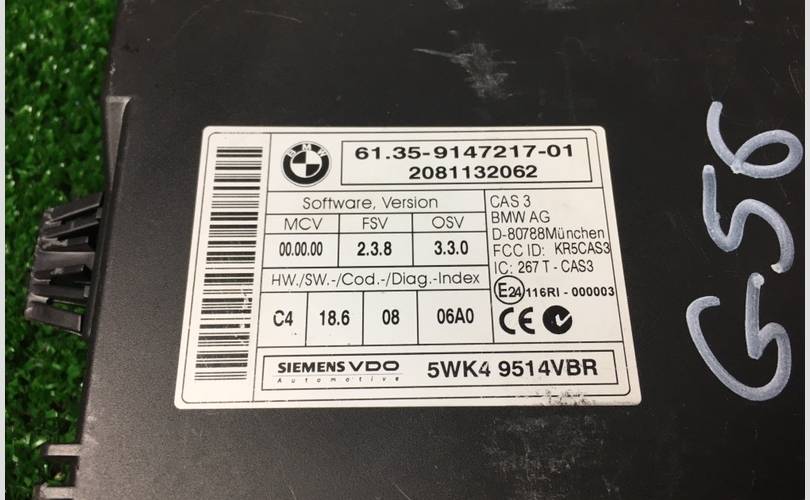 BMW
61.35-9147217-01
2081132062
Software, Version
MCV FSV OSV
00.00.00 2.3.8 3.3.0
HW./SW.-/Cod.-/Diag.-Index
C4 18.6 08 06A0
CAS 3
BMW AG
D-80788München
FCC ID: KR5CAS3
IC: 267 T - CAS3
E24 116RI - 000003
CE
SIEMENS VDO
Automotive
5WK4 9514VBR
G56